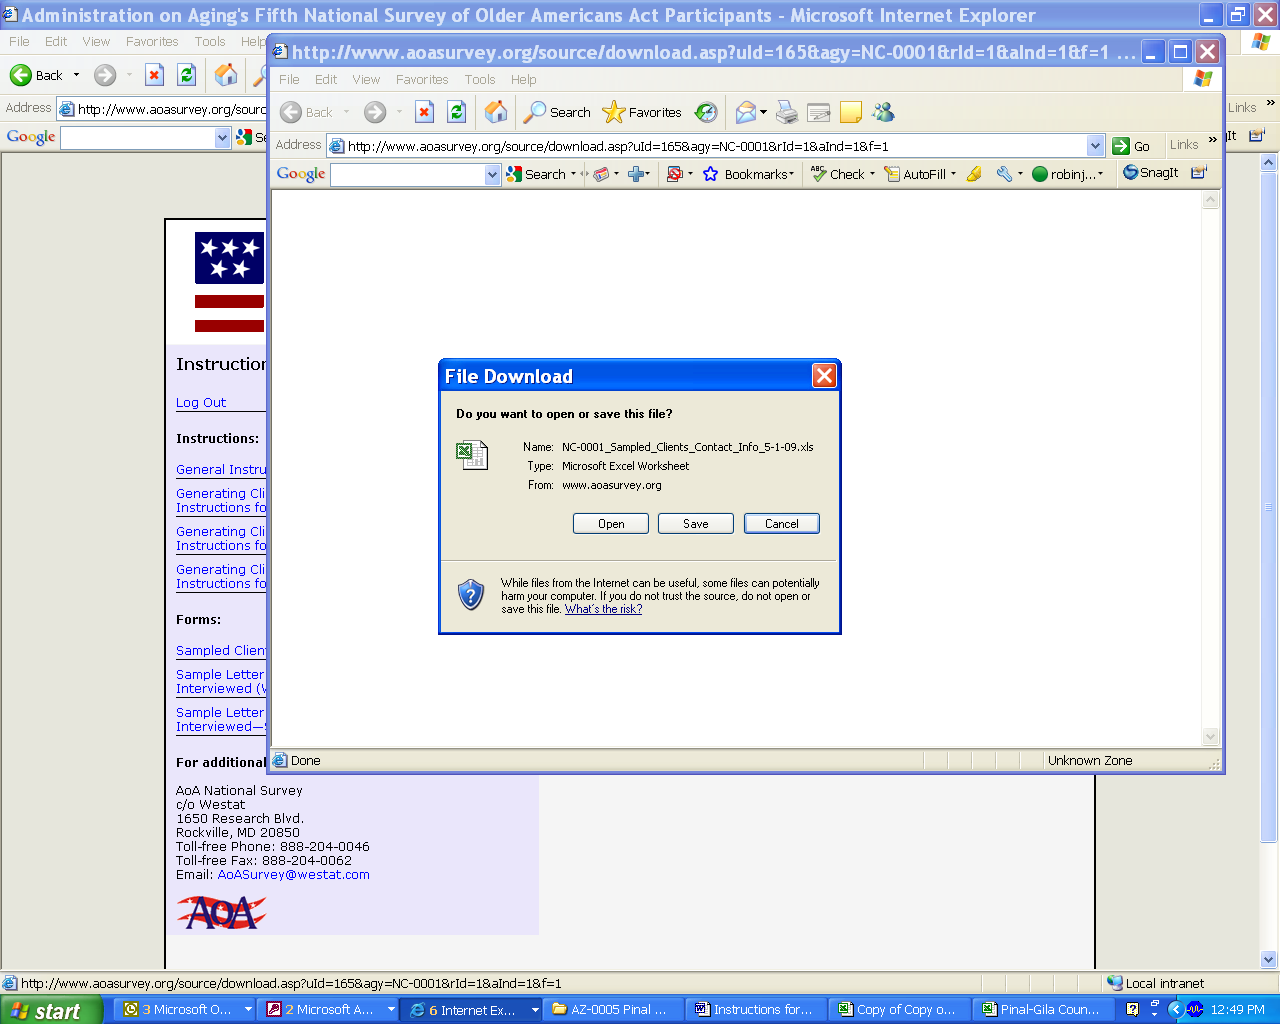 Administration on Aging's Fifth National Survey of Older Americans Act Participants - Microsoft Internet Explorer
File Edit View Favorites Tools Help
Back
Address http://www.aoasurvey.org/sourc
Links »
Google
http://www.aoasurvey.org/source/download.asp?uId=165&agy=NC-0001&rId=1&aInd=1&f=1 ...
File Edit View Favorites Tools Help
Back Search Favorites
Address http://www.aoasurvey.org/source/download.asp?uId=165&agy=NC-0001&rId=1&aInd=1&f=1 Go Links »
Google Search Bookmarks Check AutoFill robinj... SnagIt
File Download
Do you want to open or save this file?
Name: NC-0001_Sampled_Clients_Contact_Info_5-1-09.xls
Type: Microsoft Excel Worksheet
From: www.aoasurvey.org
Open Save Cancel
While files from the Internet can be useful, some files can potentially
harm your computer. If you do not trust the source, do not open or
save this file. What's the risk?
Done Unknown Zone
Instruction
Log Out
Instructions:
General Instru
Generating Cli
Instructions fo
Generating Cli
Instructions fo
Generating Cli
Instructions fo
Forms:
Sampled Clien
Sample Letter
Interviewed (V
Sample Letter
Interviewed—S
For additional
AoA National Survey
c/o Westat
1650 Research Blvd.
Rockville, MD 20850
Toll-free Phone: 888-204-0046
Toll-free Fax: 888-204-0062
Email: AoASurvey@westat.com
AoA
http://www.aoasurvey.org/source/download.asp?uId=165&agy=NC-0001&rId=1&aInd=1&f=1 Local intranet
start 3 Microsoft O... 2 Microsoft A... 6 Internet Ex... AZ-0005 Pinal ... Instructions for... Copy of Copy o... Pinal-Gila Coun... 12:49 PM